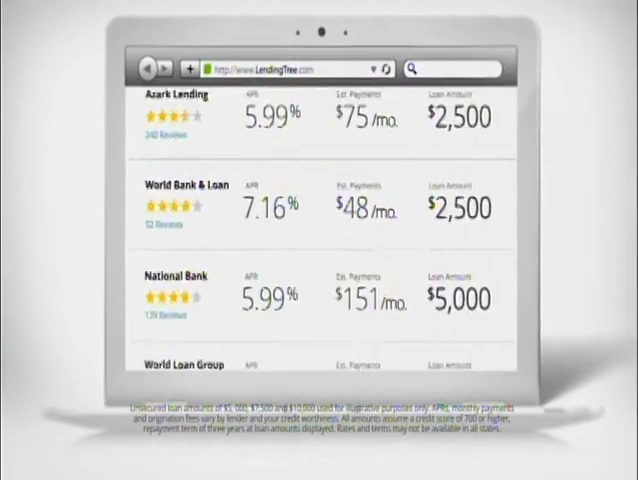 http://www.LendingTree.com
Azark Lending APR Est. Payments Loan Amount
5.99% $75/mo. $2,500
240 Reviews
World Bank & Loan APR Est. Payments Loan Amount
7.16% $48/mo. $2,500
52 Reviews
National Bank APR Est. Payments Loan Amount
5.99% $151/mo. $5,000
139 Reviews
World Loan Group APR Est. Payments Loan Amount
Unsecured loan amounts of $5, 000, $7,500 and $10,000 used for illustrative purposes only. APRs, monthly payments
and origination fees vary by lender and your credit worthiness. All amounts assume a credit score of 700 or higher,
repayment term of three years at loan amounts displayed. Rates and terms may not be available in all states.